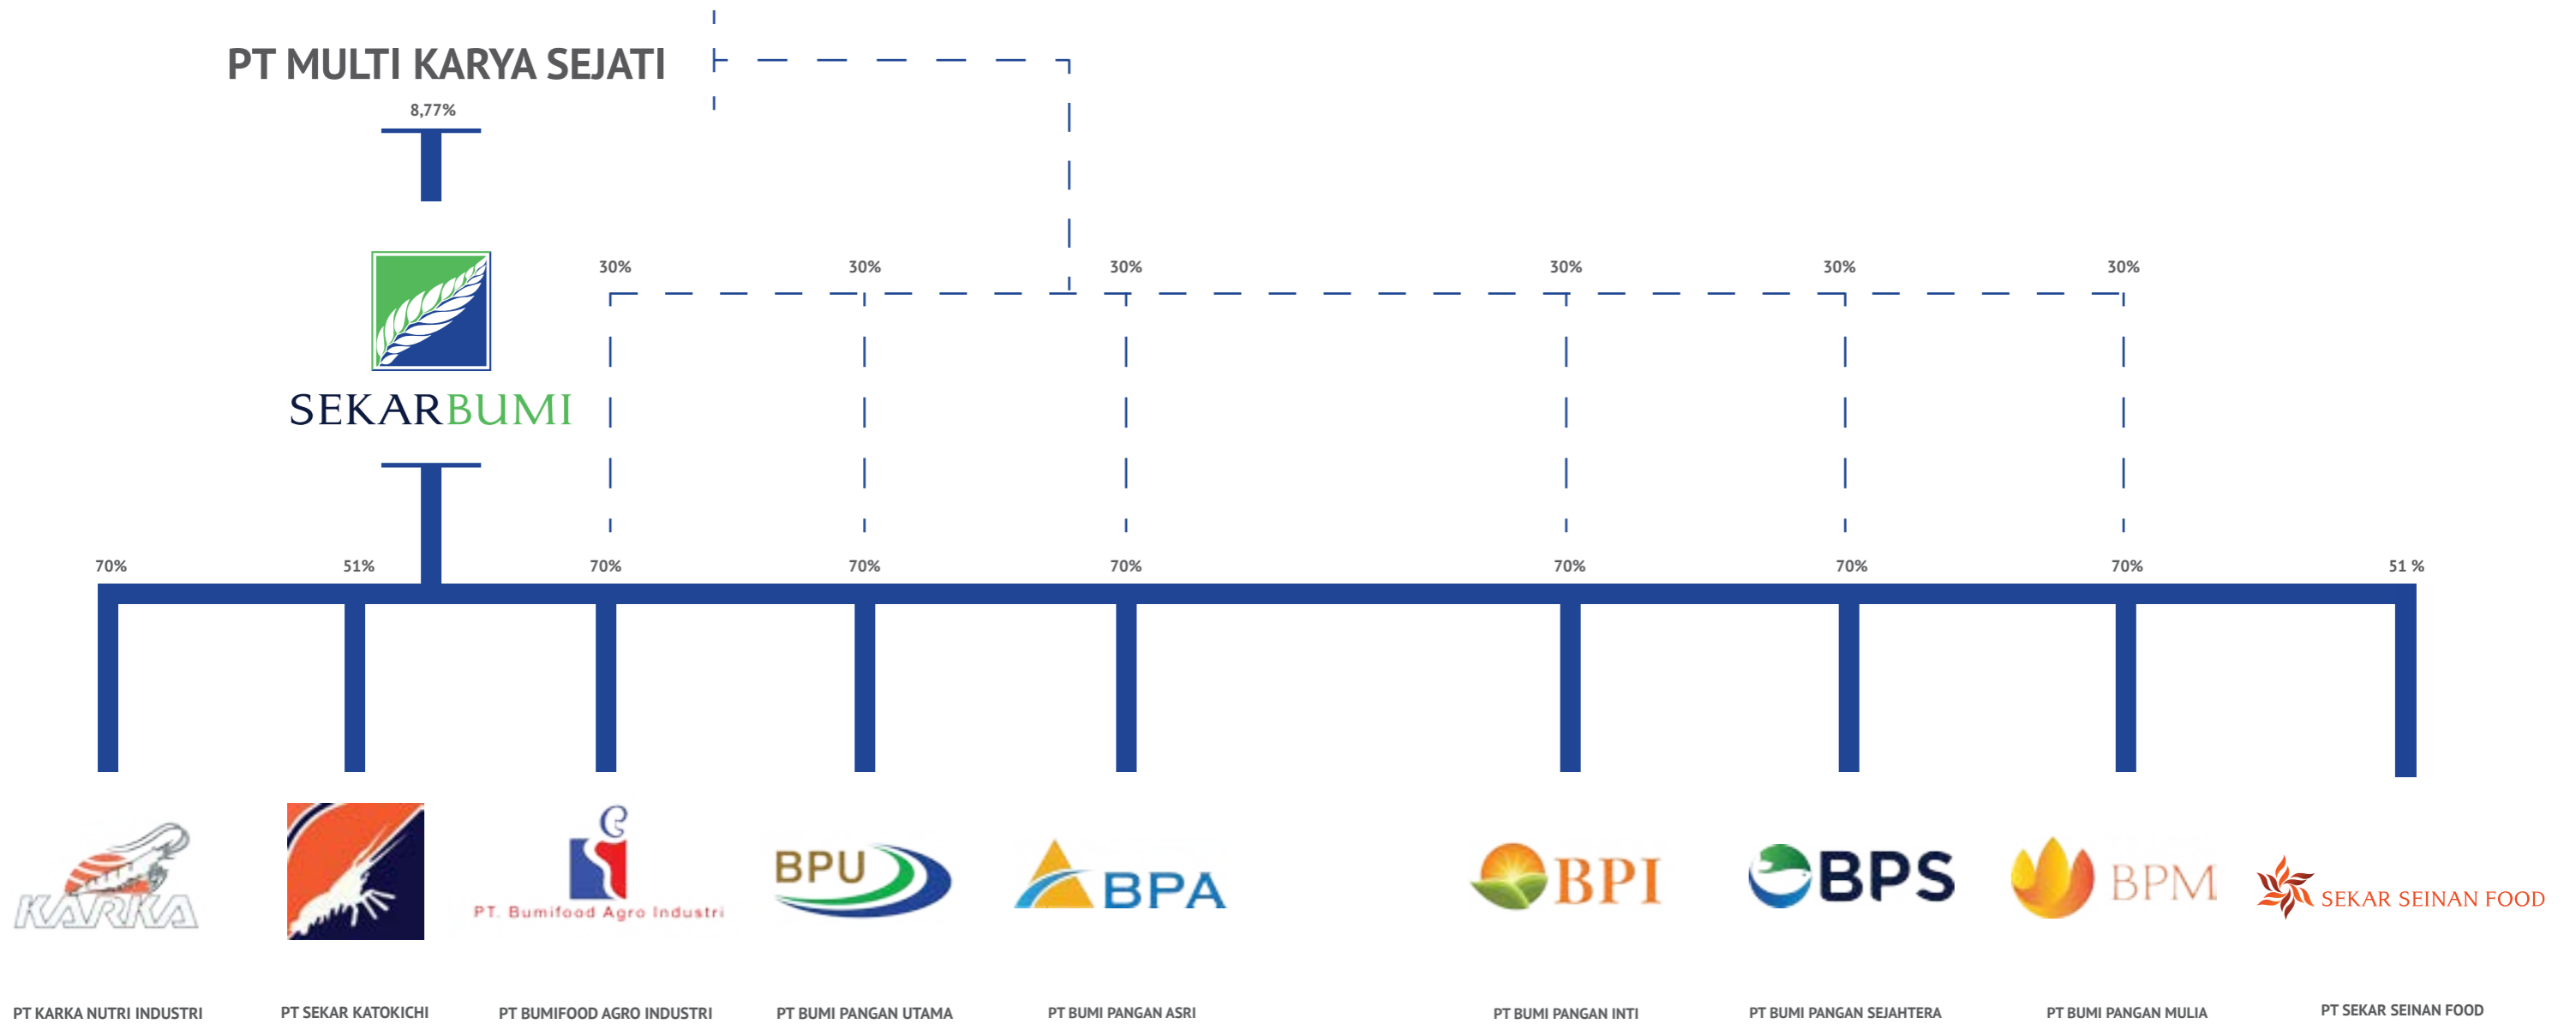 PT MULTI KARYA SEJATI
8,77%
SEKARBUMI
30%
30%
30%
30%
30%
30%
70%
51%
70%
70%
70%
70%
70%
70%
51 %
KARKA
PT. Bumifood Agro Industri
BPU
BPA
BPI
BPS
BPM
SEKAR SEINAN FOOD
PT KARKA NUTRI INDUSTRI
PT SEKAR KATOKICHI
PT BUMIFOOD AGRO INDUSTRI
PT BUMI PANGAN UTAMA
PT BUMI PANGAN ASRI
PT BUMI PANGAN INTI
PT BUMI PANGAN SEJAHTERA
PT BUMI PANGAN MULIA
PT SEKAR SEINAN FOOD